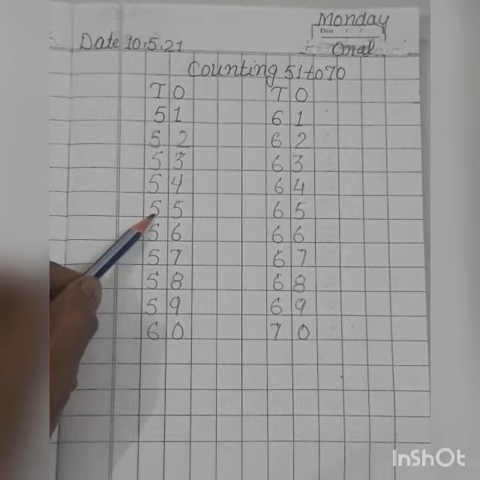 Monday
Date 10.5.21
Oral
Counting 51 to 70
T O T O
5 1 6 1
5 2 6 2
5 3 6 3
5 4 6 4
5 5 6 5
5 6 6 6
5 7 6 7
5 8 6 8
5 9 6 9
6 0 7 0
InShOt